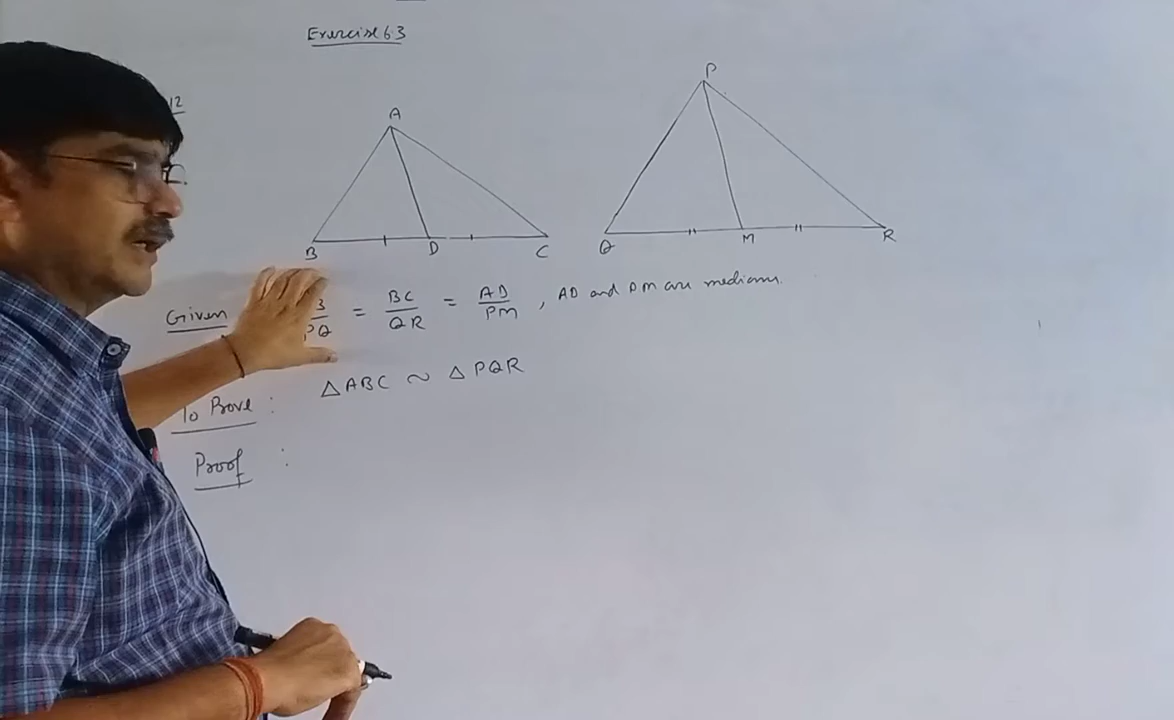 Exercise 6.3
12
A
P
B D C
Q M R
Given
3/PQ = BC/QR = AD/PM, AD and PM are medians.
To Prove : △ABC ~ △PQR
Proof :